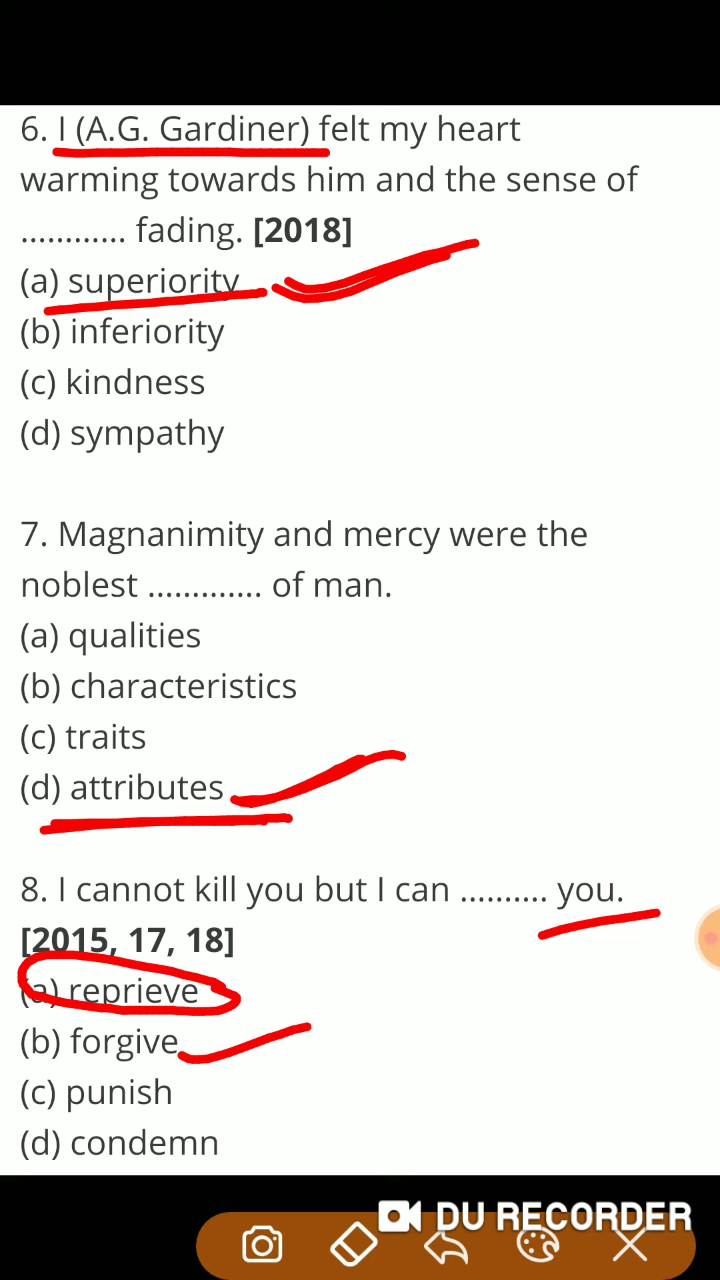 6. I (A.G. Gardiner) felt my heart
warming towards him and the sense of
............ fading. [2018]
(a) superiority
(b) inferiority
(c) kindness
(d) sympathy
7. Magnanimity and mercy were the
noblest ............. of man.
(a) qualities
(b) characteristics
(c) traits
(d) attributes
8. I cannot kill you but I can .......... you.
[2015, 17, 18]
(a) reprieve
(b) forgive
(c) punish
(d) condemn
DU RECORDER